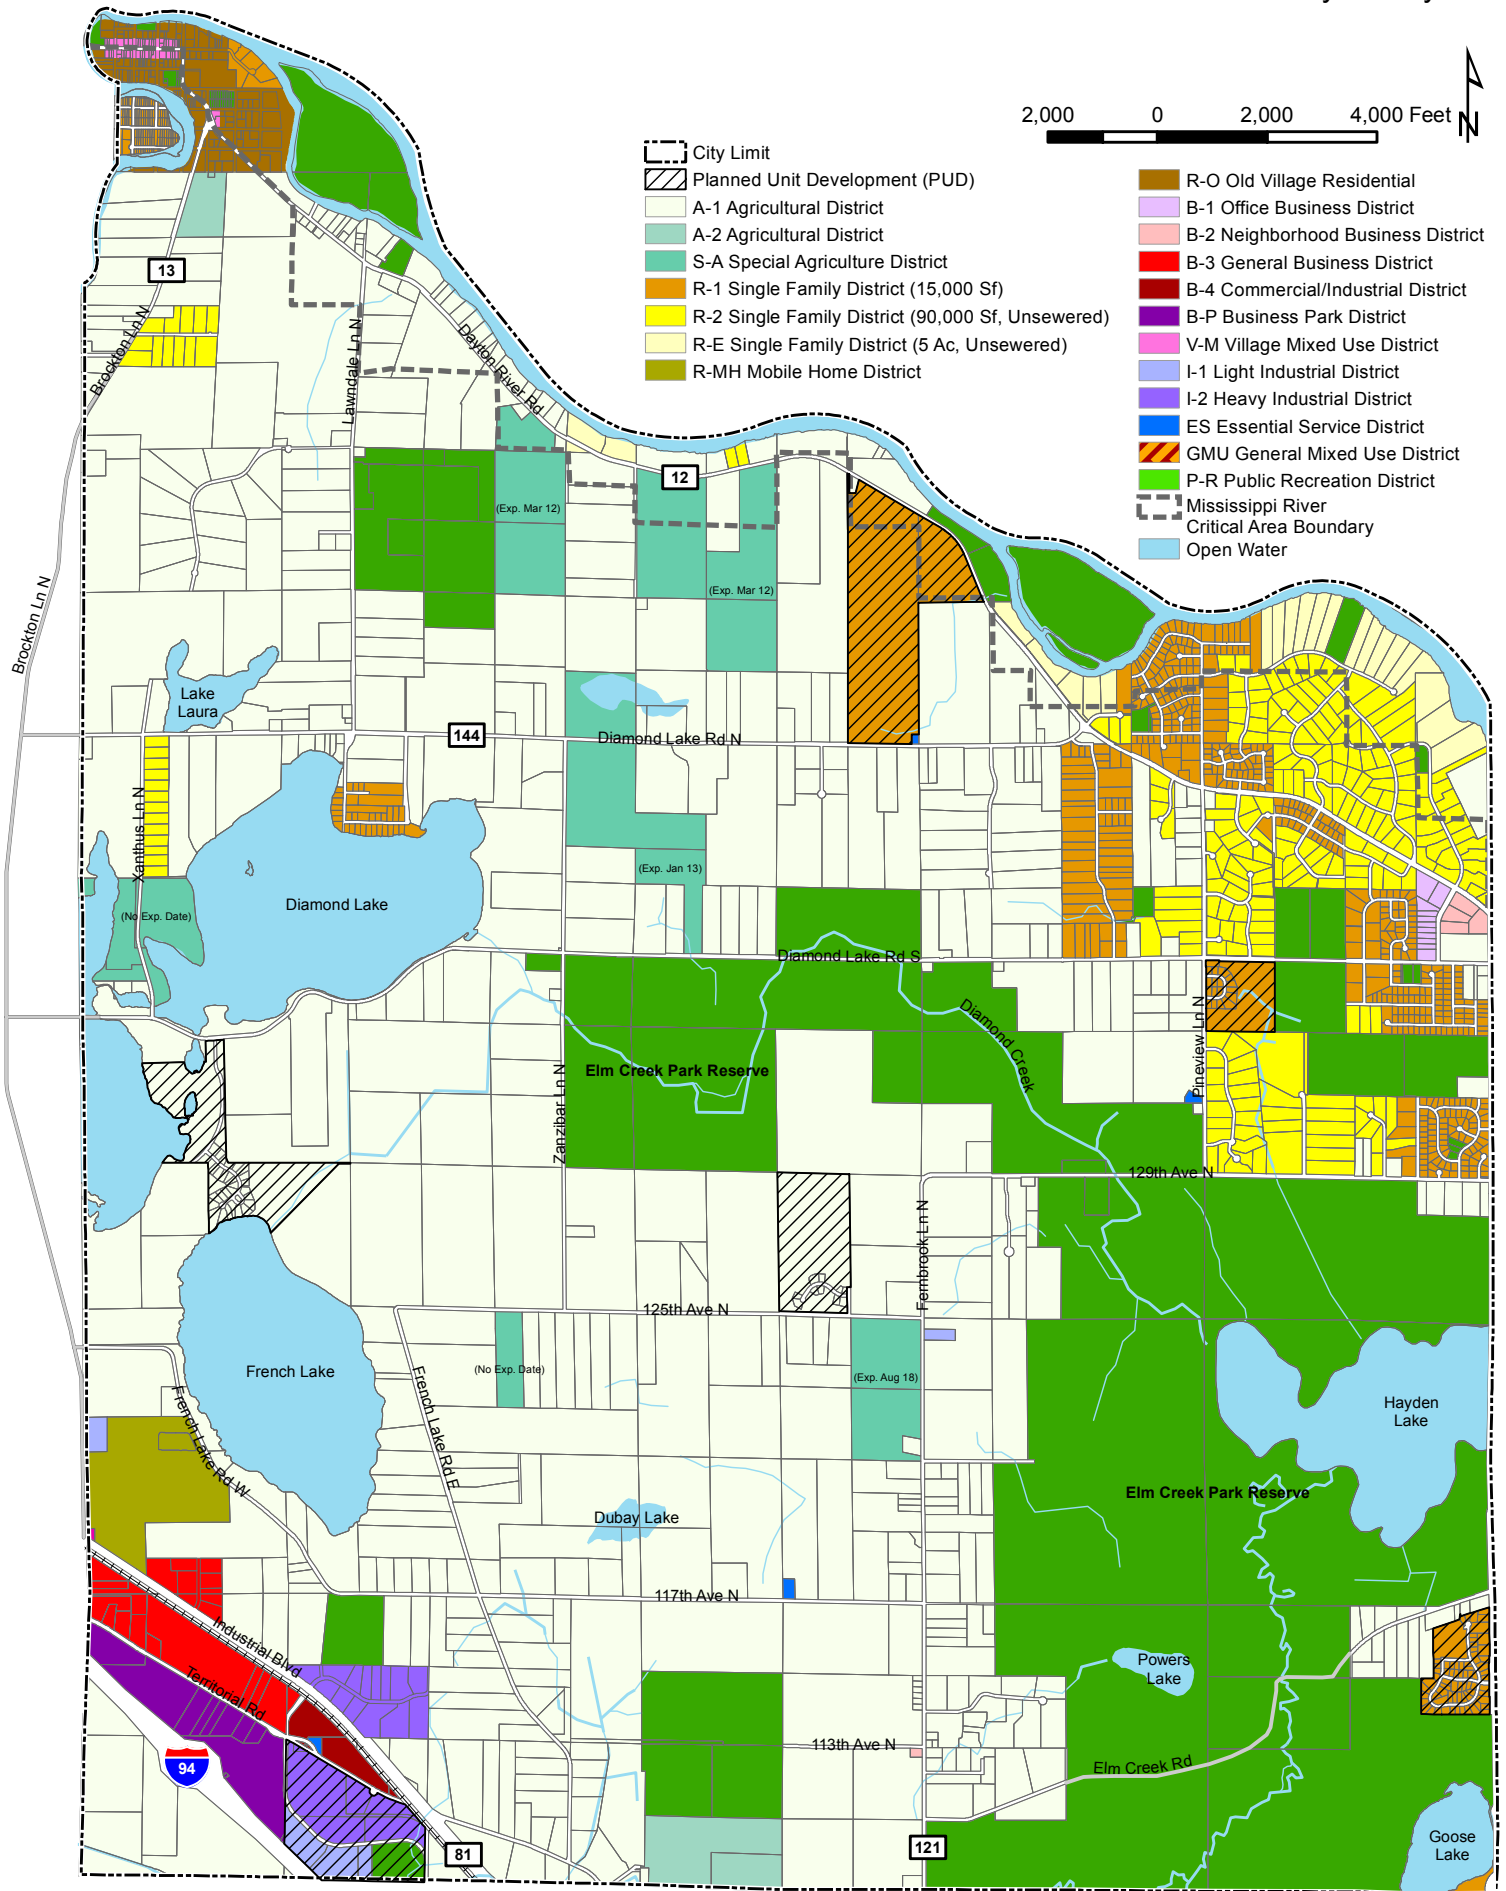 2,000 0 2,000 4,000 Feet
N
City Limit
Planned Unit Development (PUD)
A-1 Agricultural District
A-2 Agricultural District
S-A Special Agriculture District
R-1 Single Family District (15,000 Sf)
R-2 Single Family District (90,000 Sf, Unsewered)
R-E Single Family District (5 Ac, Unsewered)
R-MH Mobile Home District
R-O Old Village Residential
B-1 Office Business District
B-2 Neighborhood Business District
B-3 General Business District
B-4 Commercial/Industrial District
B-P Business Park District
V-M Village Mixed Use District
I-1 Light Industrial District
I-2 Heavy Industrial District
ES Essential Service District
GMU General Mixed Use District
P-R Public Recreation District
Mississippi River
Critical Area Boundary
Open Water
13
Brockton Ln N
Lawndale Ln N
Dayton River Rd
12
(Exp. Mar 12)
(Exp. Mar 12)
Brockton Ln N
Lake
Laura
144
Diamond Lake Rd N
Xanthus Ln N
(Exp. Jan 13)
Diamond Lake
(No Exp. Date)
Diamond Lake Rd S
Diamond Creek
Pineview Ln N
Elm Creek Park Reserve
Zanzibar Ln N
129th Ave N
Fernbrook Ln N
125th Ave N
French Lake
(No Exp. Date)
(Exp. Aug 18)
French Lake Rd W
French Lake Rd E
Hayden
Lake
Elm Creek Park Reserve
Dubay Lake
117th Ave N
Industrial Blvd
Territorial Rd
Powers
Lake
113th Ave N
Elm Creek Rd
94
81
121
Goose
Lake